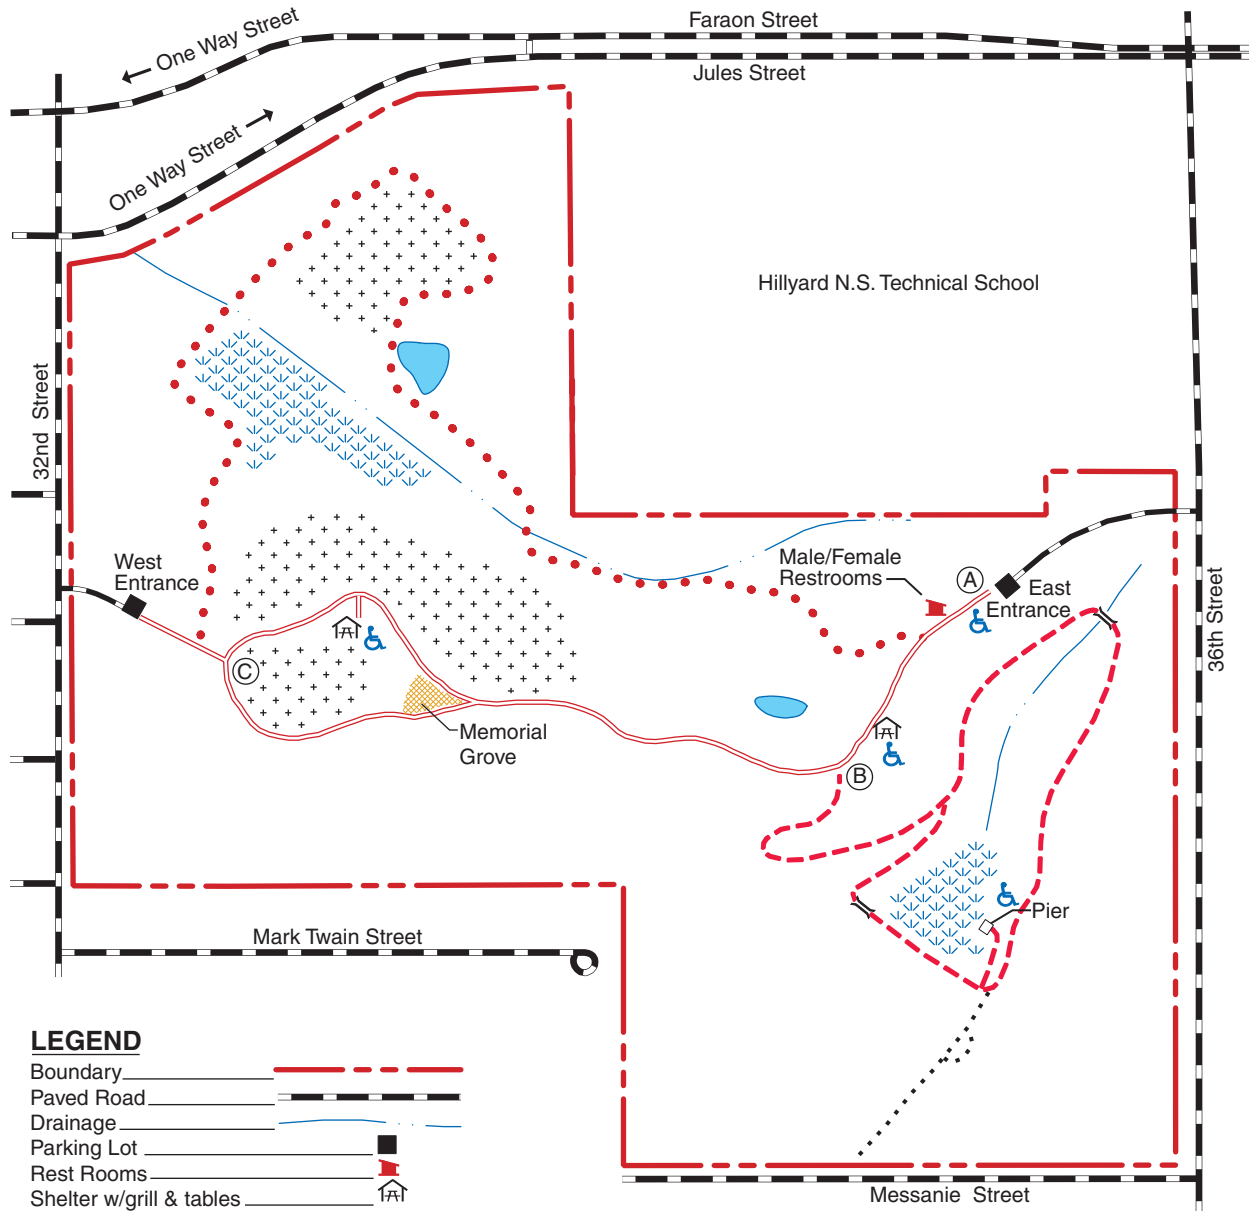 Faraon Street
One Way Street
Jules Street
One Way Street
Hillyard N.S. Technical School
32nd Street
Male/Female
Restrooms
A
West
Entrance
East
Entrance
36th Street
C
Memorial
Grove
B
Pier
Mark Twain Street
LEGEND
Boundary
Paved Road
Drainage
Parking Lot
Rest Rooms
Shelter w/grill & tables
Messanie Street